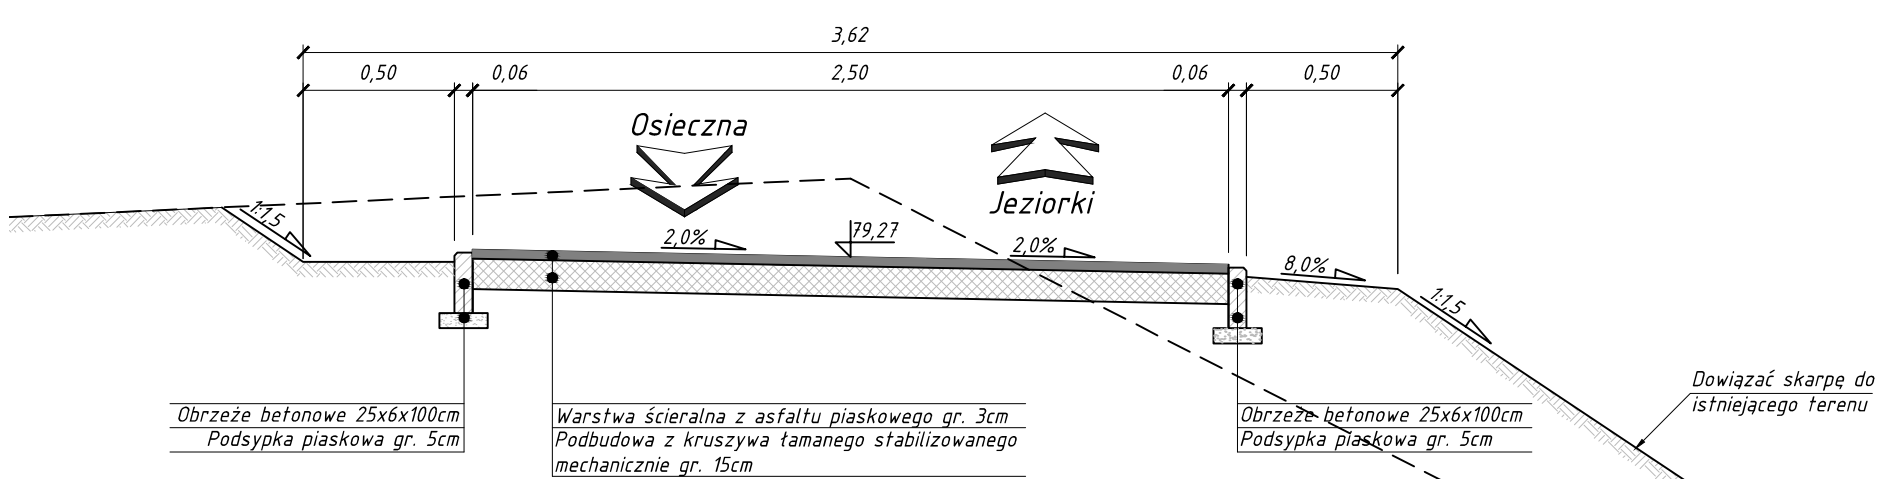 3,62
0,50
0,06
2,50
0,06
0,50
Osieczna
Jeziorki
1:1,5
2,0%
79,27
2,0%
8,0%
1:1,5
Dowiązać skarpę do
istniejącego terenu
Obrzeże betonowe 25x6x100cm
Podsypka piaskowa gr. 5cm
Warstwa ścieralna z asfaltu piaskowego gr. 3cm
Podbudowa z kruszywa łamanego stabilizowanego
mechanicznie gr. 15cm
Obrzeże betonowe 25x6x100cm
Podsypka piaskowa gr. 5cm